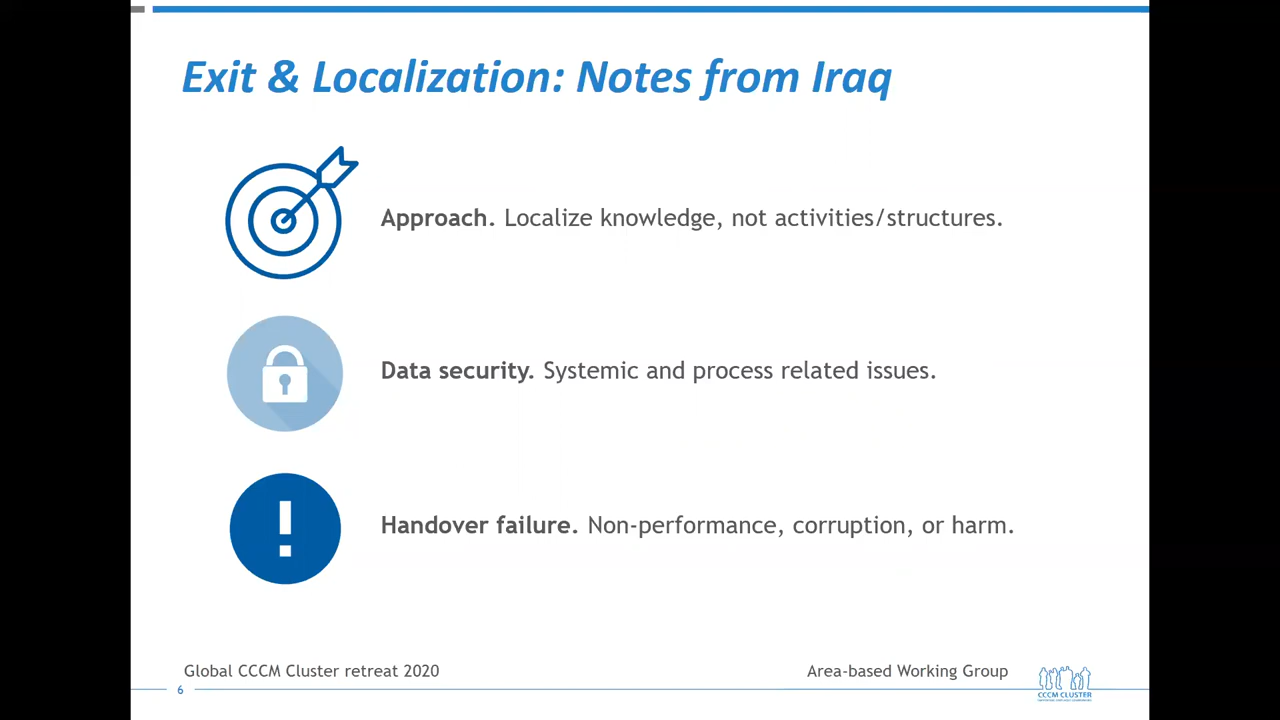 Exit & Localization: Notes from Iraq
Approach. Localize knowledge, not activities/structures.
Data security. Systemic and process related issues.
Handover failure. Non-performance, corruption, or harm.
Global CCCM Cluster retreat 2020
Area-based Working Group
6
CCCM CLUSTER